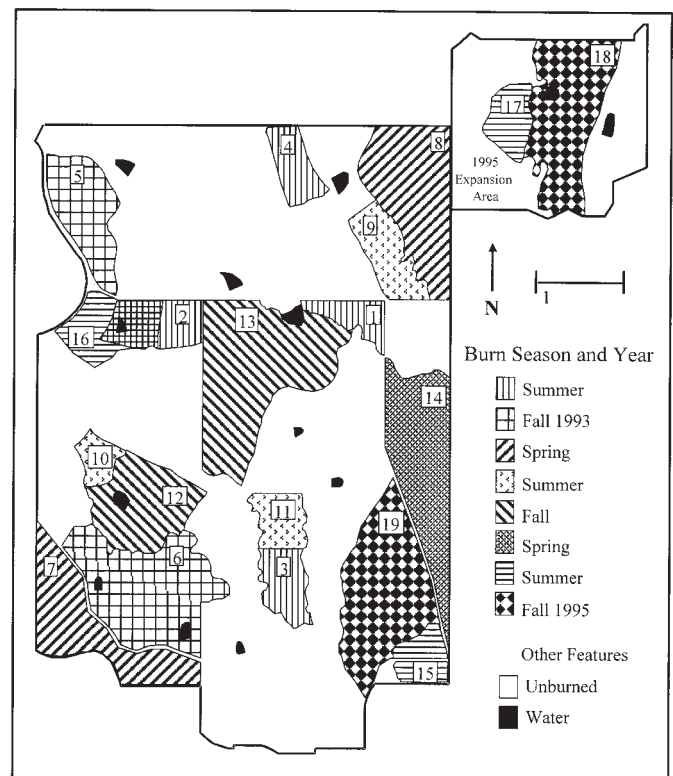 18
17
1995
Expansion
Area
4
8
5
9
N
1
2
13
1
16
14
10
12
11
19
7
6
3
15
Burn Season and Year
Summer
Fall 1993
Spring
Summer
Fall
Spring
Summer
Fall 1995
Other Features
Unburned
Water